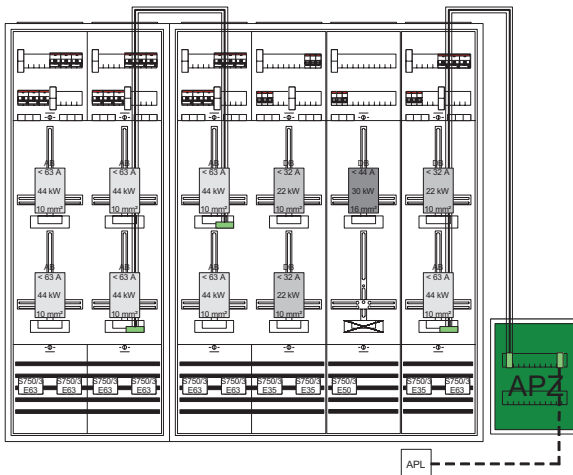 AB AB AB DB DB DB
< 63 A < 63 A < 63 A < 32 A < 44 A < 32 A
44 kW 44 kW 44 kW 22 kW 30 kW 22 kW
10 mm² 10 mm² 10 mm² 10 mm² 16 mm² 10 mm²
AB AB AB DB AB
< 63 A < 63 A < 63 A < 32 A < 63 A
44 kW 44 kW 44 kW 22 kW 44 kW
10 mm² 10 mm² 10 mm² 10 mm² 10 mm²
S750/3 S750/3 S750/3 S750/3 S750/3 S750/3 S750/3 S750/3 S750/3 S750/3 S750/3
E63 E63 E63 E63 E63 E63 E35 E35 E50 E35 E63
APZ
APL